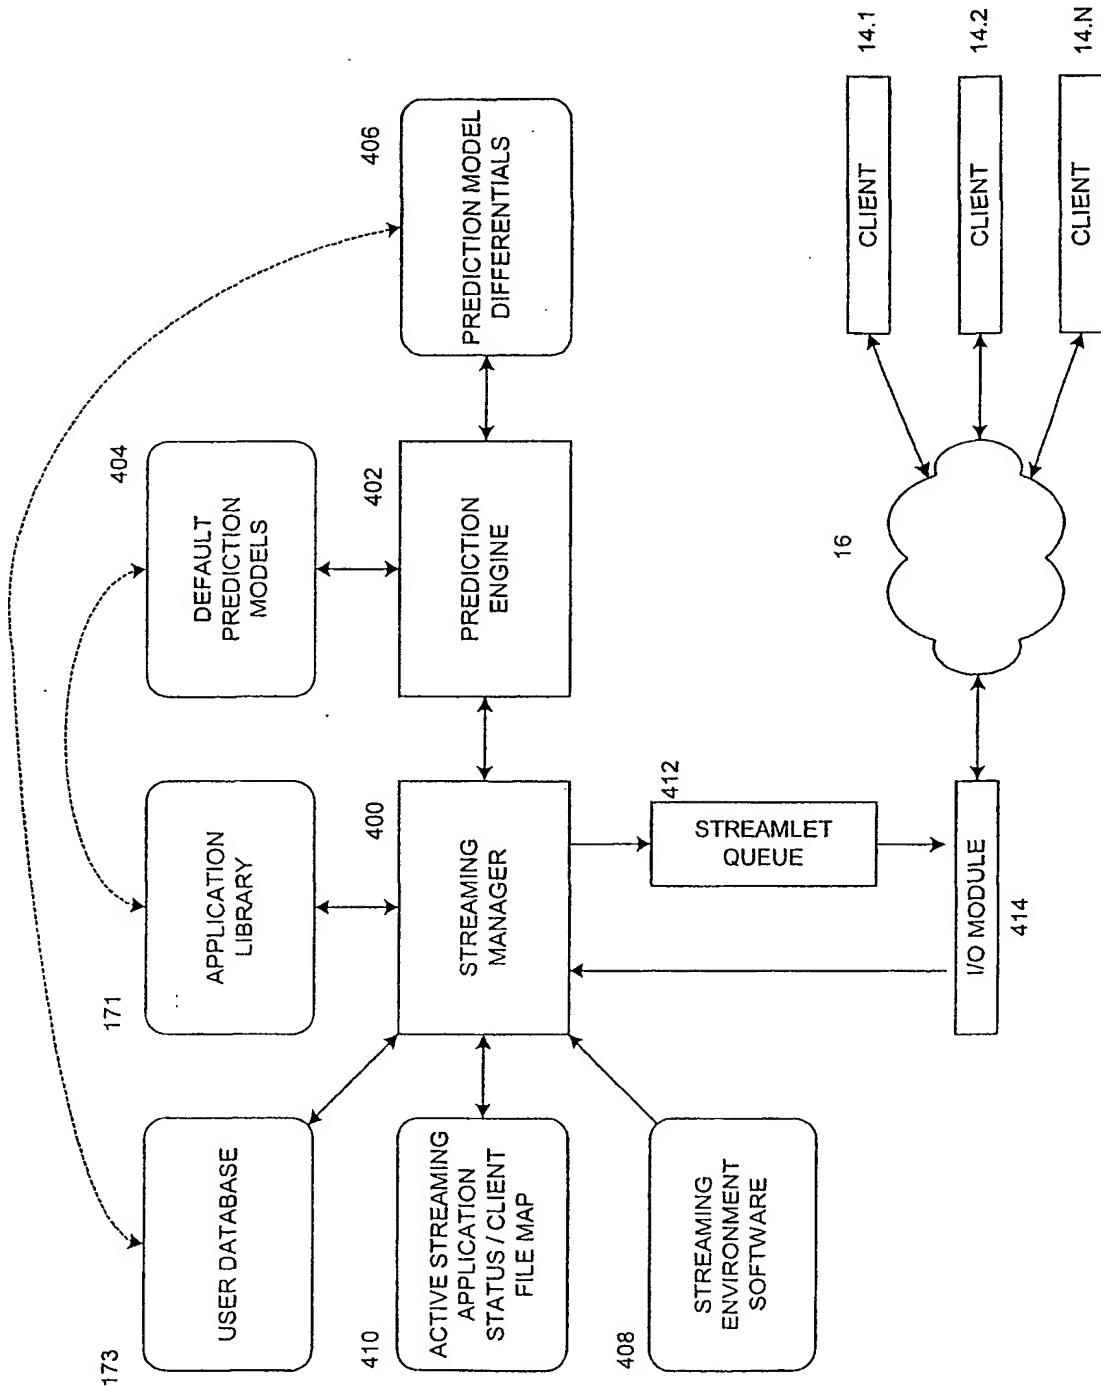 173
USER DATABASE
171
APPLICATION
LIBRARY
404
DEFAULT
PREDICTION
MODELS
410
ACTIVE STREAMING
APPLICATION
STATUS / CLIENT
FILE MAP
400
STREAMING
MANAGER
402
PREDICTION
ENGINE
406
PREDICTION MODEL
DIFFERENTIALS
408
STREAMING
ENVIRONMENT
SOFTWARE
412
STREAMLET
QUEUE
I/O MODULE
414
16
CLIENT
14.1
CLIENT
14.2
CLIENT
14.N